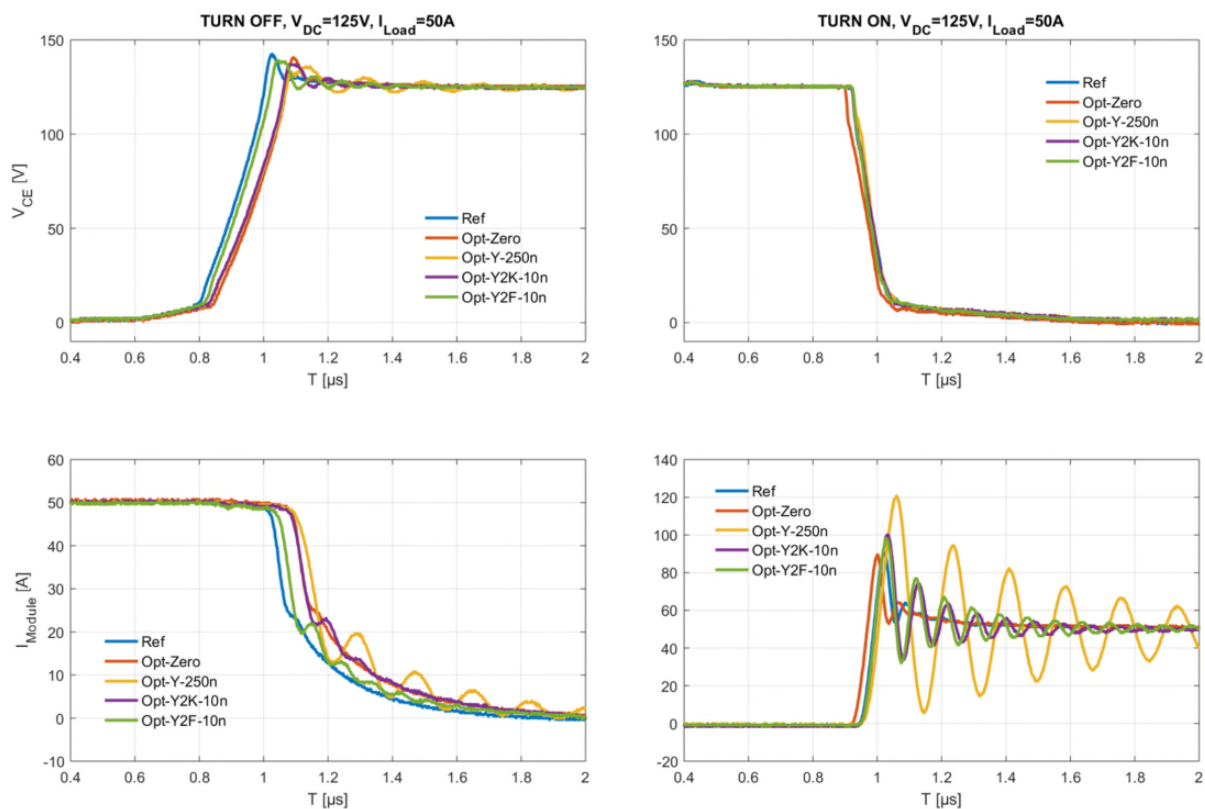 TURN OFF, V_DC=125V, I_Load=50A
150
100
50
0
V_CE [V]
Ref
Opt-Zero
Opt-Y-250n
Opt-Y2K-10n
Opt-Y2F-10n
0.4 0.6 0.8 1 1.2 1.4 1.6 1.8 2
T [µs]
TURN ON, V_DC=125V, I_Load=50A
150
100
50
0
Ref
Opt-Zero
Opt-Y-250n
Opt-Y2K-10n
Opt-Y2F-10n
0.4 0.6 0.8 1 1.2 1.4 1.6 1.8 2
T [µs]
60
50
40
30
20
10
0
-10
I_Module [A]
Ref
Opt-Zero
Opt-Y-250n
Opt-Y2K-10n
Opt-Y2F-10n
0.4 0.6 0.8 1 1.2 1.4 1.6 1.8 2
T [µs]
140
120
100
80
60
40
20
0
-20
Ref
Opt-Zero
Opt-Y-250n
Opt-Y2K-10n
Opt-Y2F-10n
0.4 0.6 0.8 1 1.2 1.4 1.6 1.8 2
T [µs]